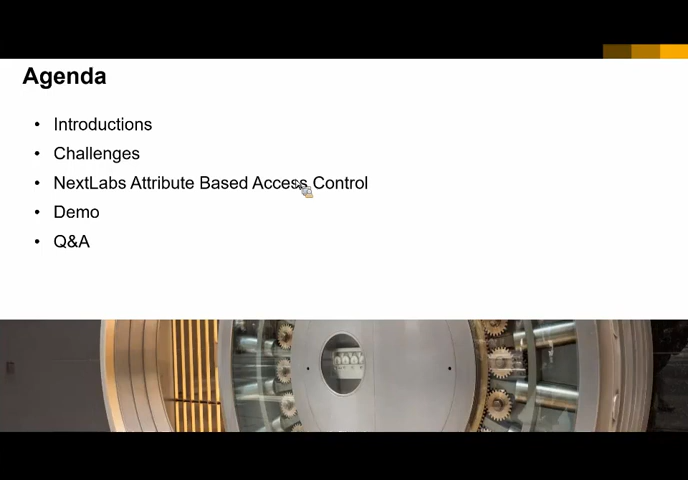 Agenda
• Introductions
• Challenges
• NextLabs Attribute Based Access Control
• Demo
• Q&A